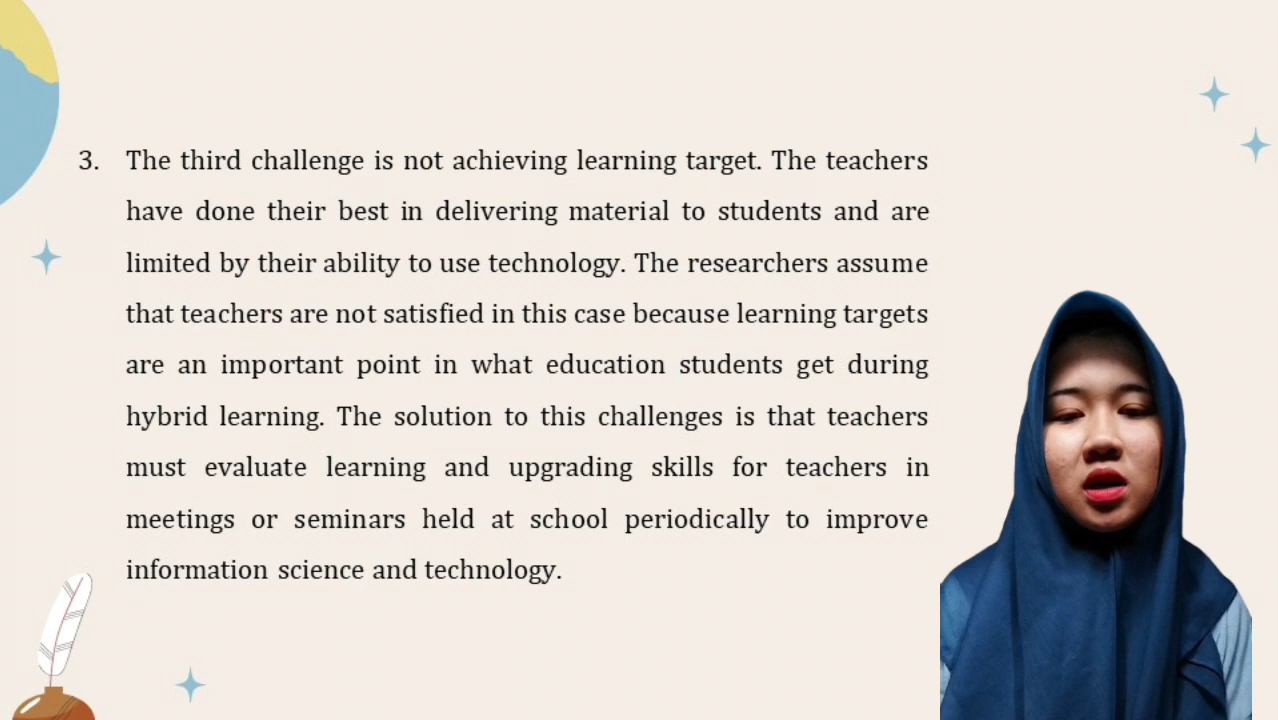 3. The third challenge is not achieving learning target. The teachers
have done their best in delivering material to students and are
limited by their ability to use technology. The researchers assume
that teachers are not satisfied in this case because learning targets
are an important point in what education students get during
hybrid learning. The solution to this challenges is that teachers
must evaluate learning and upgrading skills for teachers in
meetings or seminars held at school periodically to improve
information science and technology.